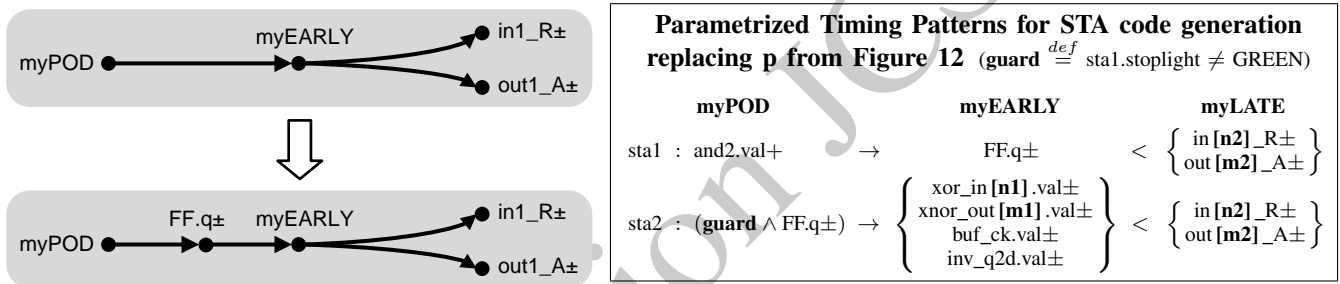 myPOD
myEARLY
in1_R±
out1_A±
myPOD
FF.q±
myEARLY
in1_R±
out1_A±
Parametrized Timing Patterns for STA code generation
replacing p from Figure 12 (guard def= sta1.stoplight ≠ GREEN)
myPOD myEARLY myLATE
sta1 : and2.val+ → FF.q± < { in [n2] _R±
out [m2] _A± }
sta2 : (guard ∧ FF.q±) → { xor_in [n1] .val±
xnor_out [m1] .val±
buf_ck.val±
inv_q2d.val± } < { in [n2] _R±
out [m2] _A± }